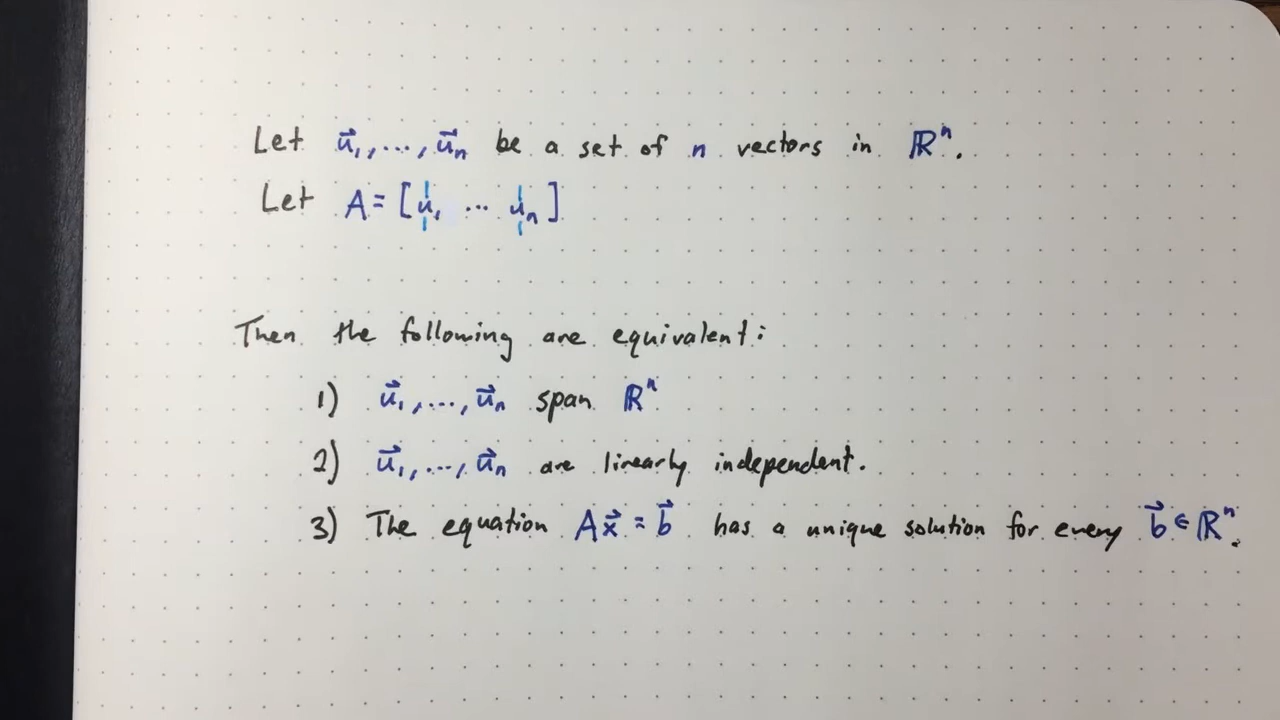 Let u⃗₁, ..., u⃗ₙ be a set of n vectors in ℝⁿ.
Let A = [u₁ ... uₙ]
Then the following are equivalent:
1) u⃗₁, ..., u⃗ₙ span ℝⁿ
2) u⃗₁, ..., u⃗ₙ are linearly independent.
3) The equation Ax⃗ = b⃗ has a unique solution for every b⃗ ∈ ℝⁿ.